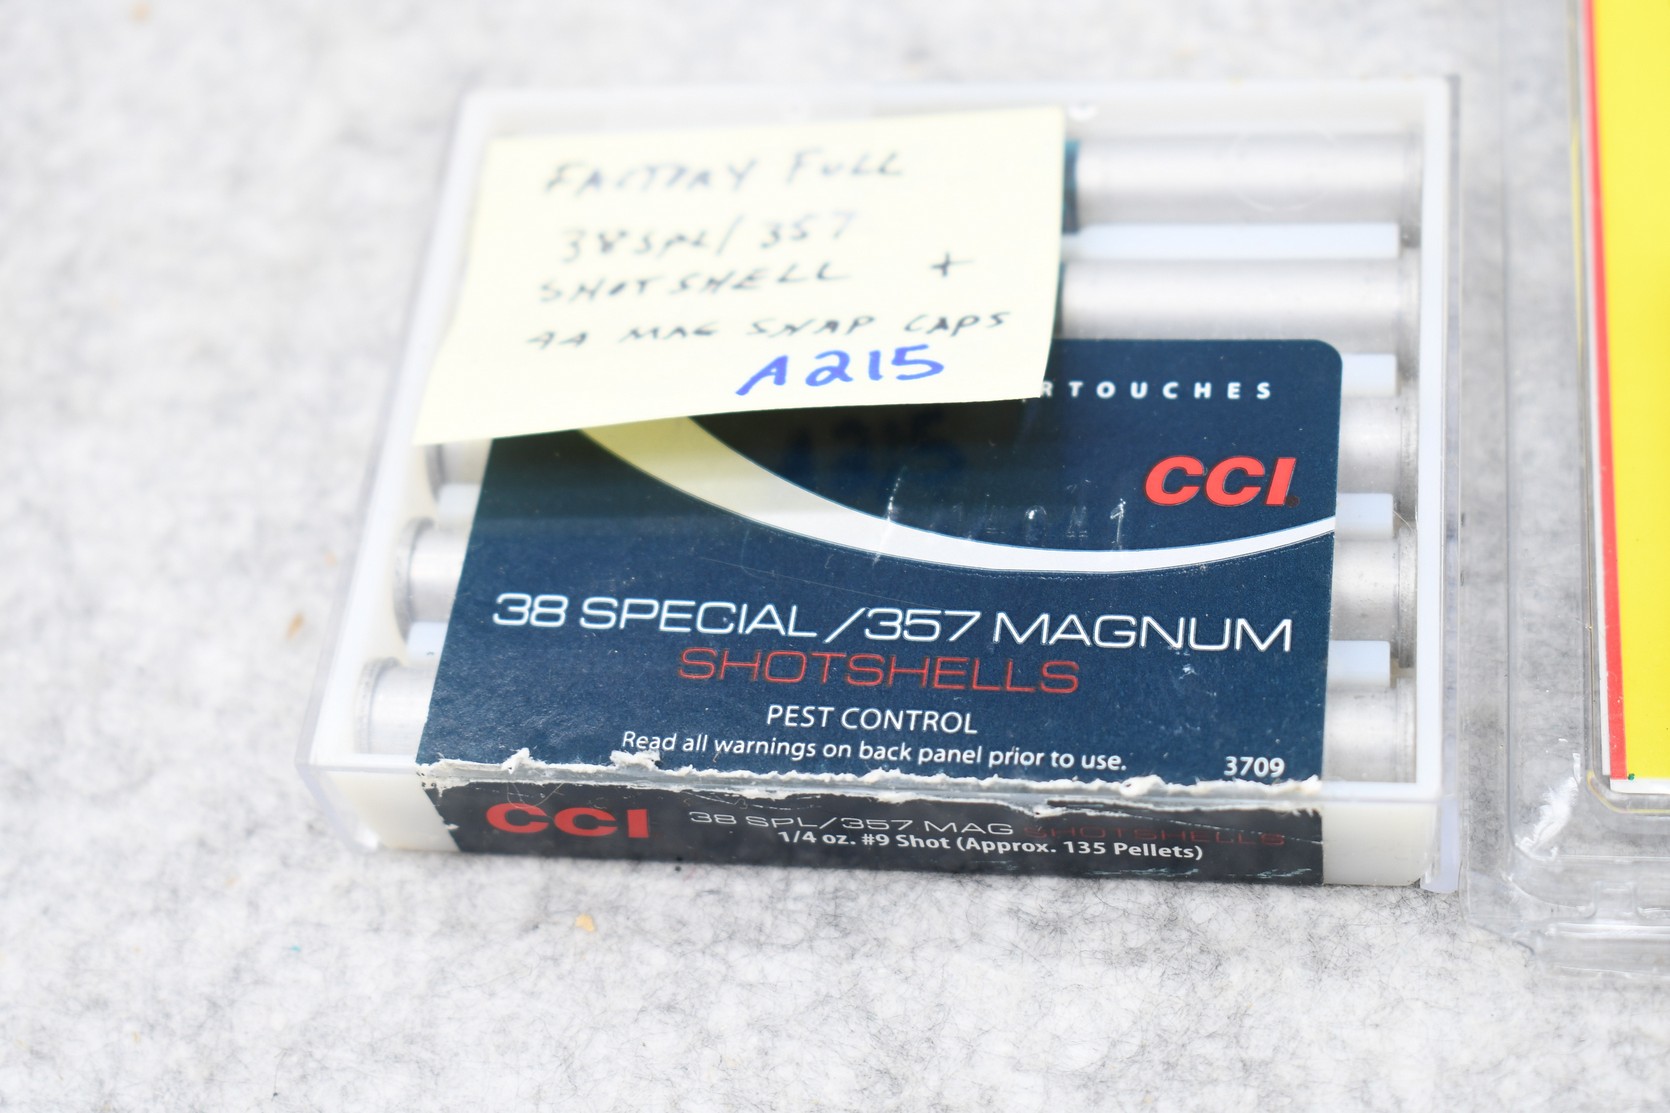 FACTORY FULL
38 SPL/357
SHOTSHELL +
44 MAG SNAP CAPS
A215
RTOUCHES
CCI
38 SPECIAL/357 MAGNUM
SHOTSHELLS
PEST CONTROL
Read all warnings on back panel prior to use.
3709
CCI 38 SPL/357 MAG SHOTSHELLS
1/4 oz. #9 Shot (Approx. 135 Pellets)